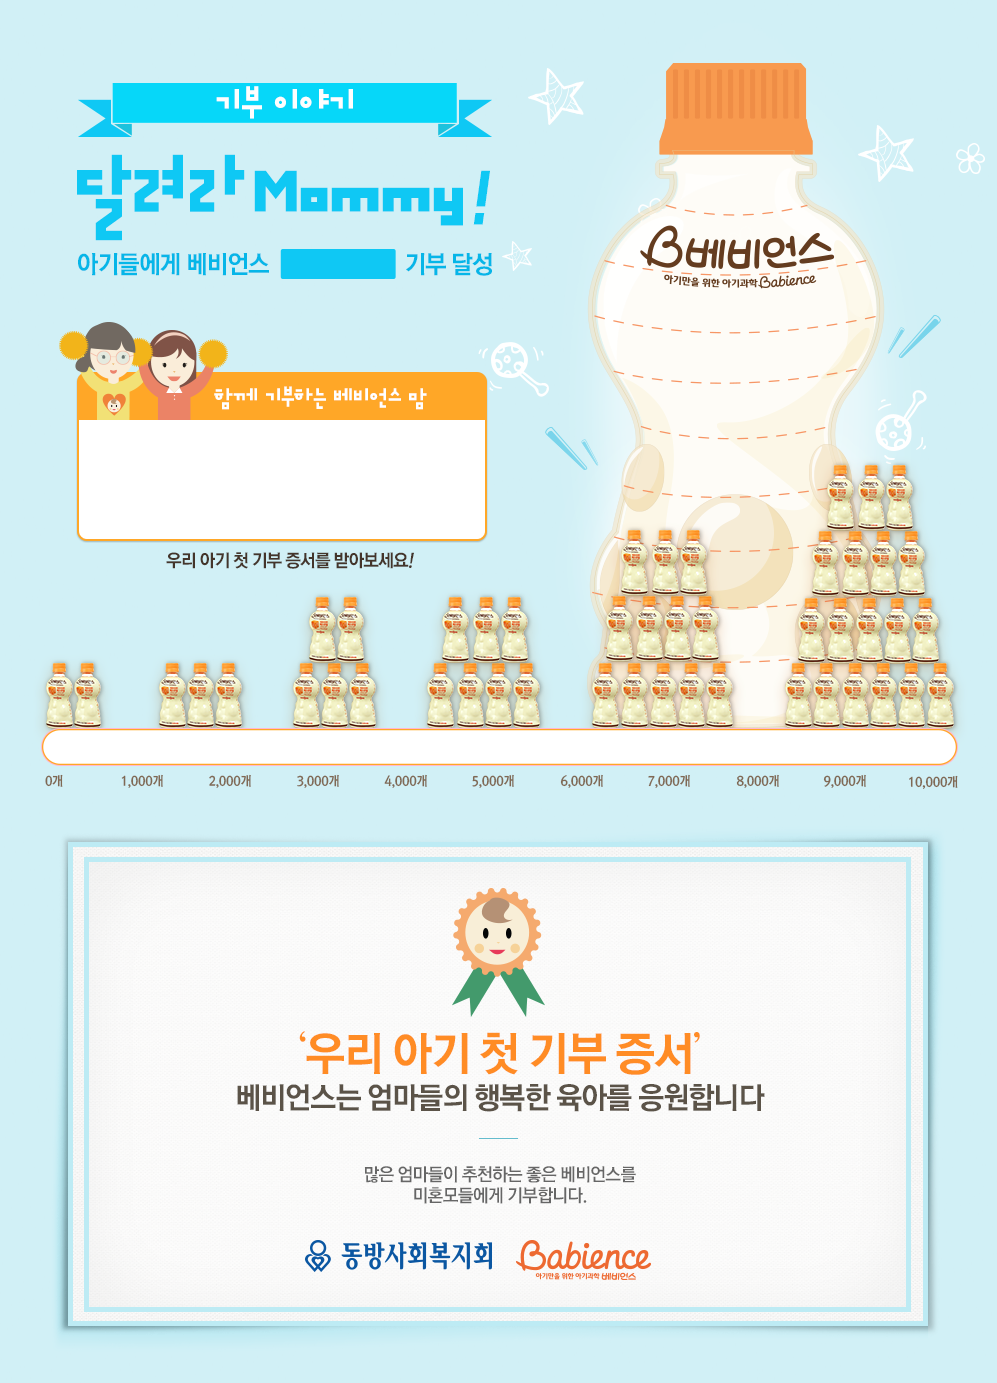 기부 이야기
달려라 Mommy!
아기들에게 베비언스 기부 달성
베비언스
아기만을 위한 아기과학 Babience
함께 기부하는 베비언스 맘
우리 아기 첫 기부 증서를 받아보세요!
0개 1,000개 2,000개 3,000개 4,000개 5,000개 6,000개 7,000개 8,000개 9,000개 10,000개
‘우리 아기 첫 기부 증서’
베비언스는 엄마들의 행복한 육아를 응원합니다
많은 엄마들이 추천하는 좋은 베비언스를
미혼모들에게 기부합니다.
동방사회복지회 Babience
아기만을 위한 아기과학 베비언스